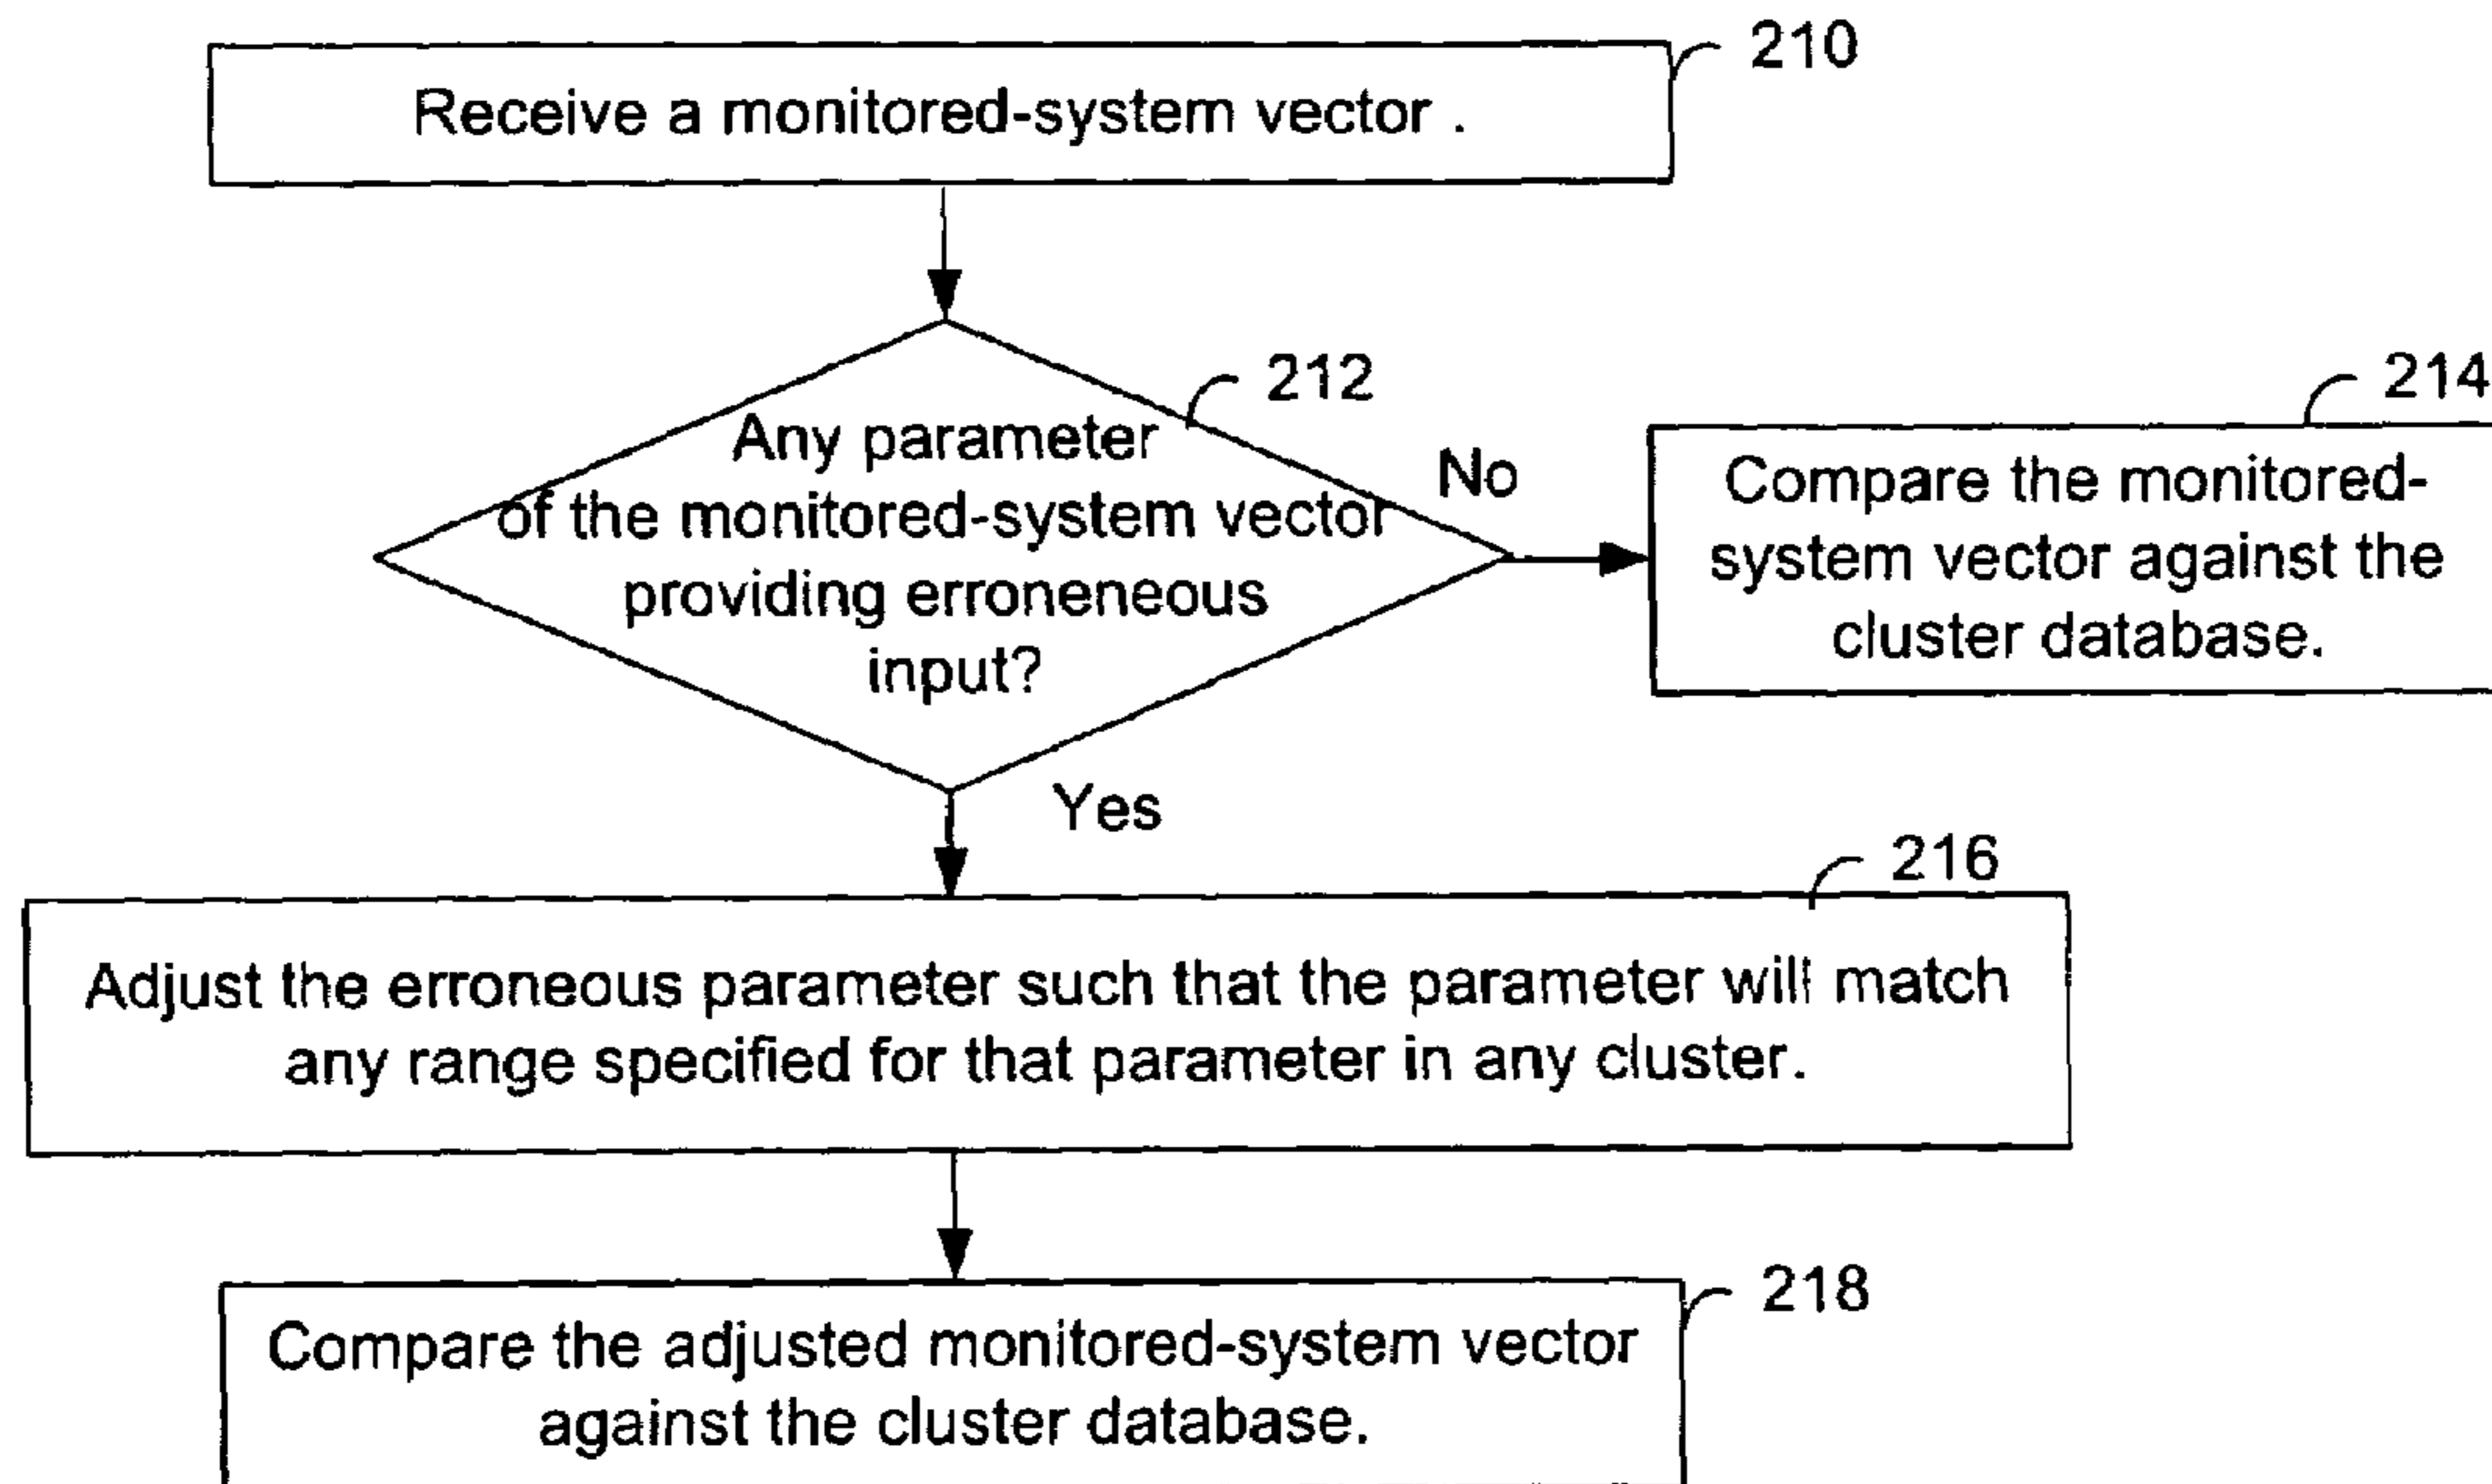 210
Receive a monitored-system vector .
212
Any parameter
of the monitored-system vector
providing erroneneous
input?
No
214
Compare the monitored-
system vector against the
cluster database.
Yes
216
Adjust the erroneous parameter such that the parameter will match
any range specified for that parameter in any cluster.
218
Compare the adjusted monitored-system vector
against the cluster database.